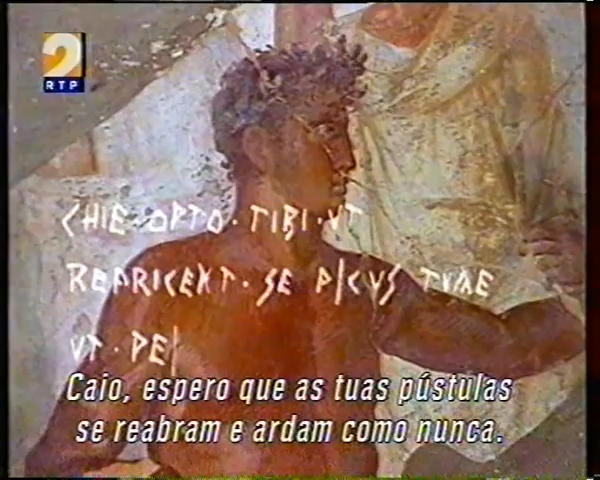 2
RTP
CHIE·OPTO·TIBI·VT
REFRICENT·SE FICVS TVAE
VT·PE
Caio, espero que as tuas pústulas
se reabram e ardam como nunca.